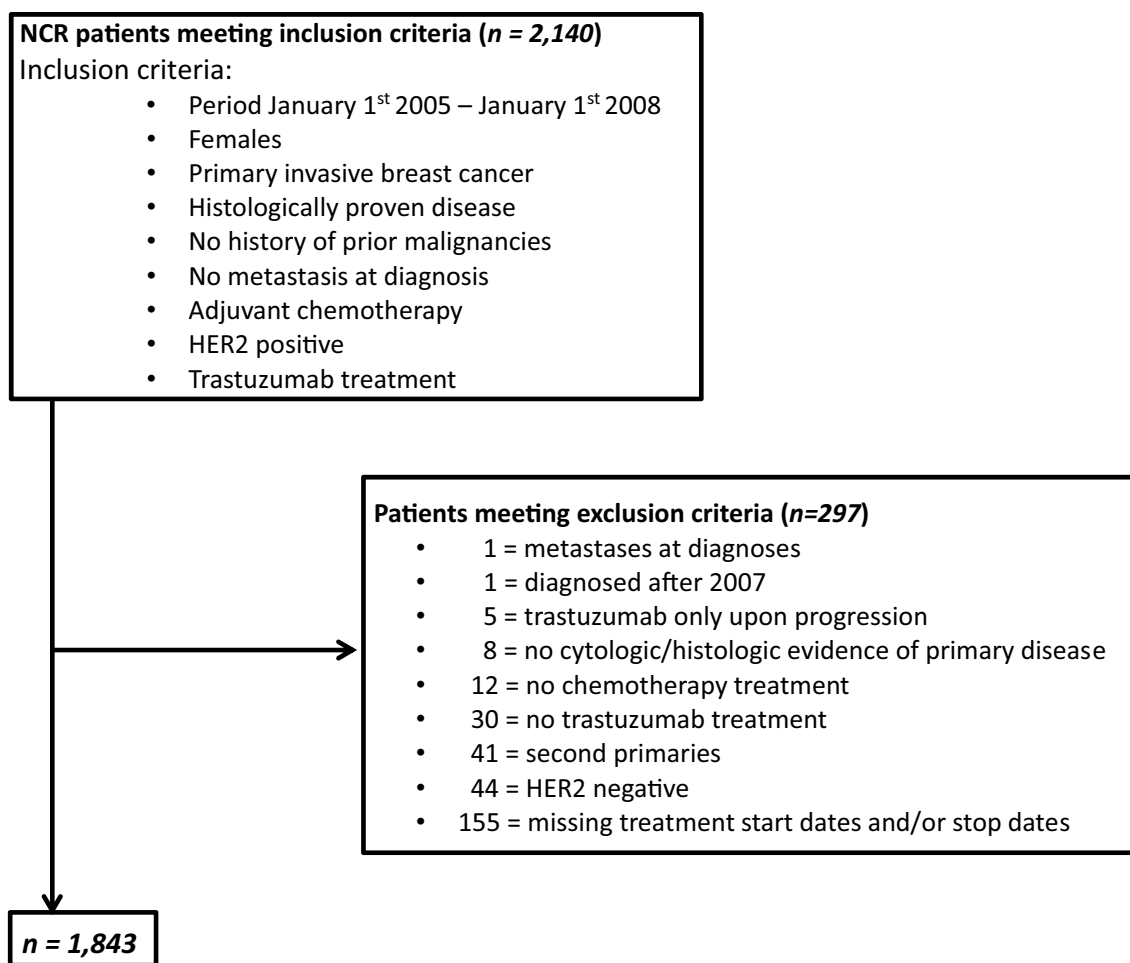 NCR patients meeting inclusion criteria (n = 2,140)
Inclusion criteria:
• Period January 1st 2005 – January 1st 2008
• Females
• Primary invasive breast cancer
• Histologically proven disease
• No history of prior malignancies
• No metastasis at diagnosis
• Adjuvant chemotherapy
• HER2 positive
• Trastuzumab treatment
Patients meeting exclusion criteria (n=297)
• 1 = metastases at diagnoses
• 1 = diagnosed after 2007
• 5 = trastuzumab only upon progression
• 8 = no cytologic/histologic evidence of primary disease
• 12 = no chemotherapy treatment
• 30 = no trastuzumab treatment
• 41 = second primaries
• 44 = HER2 negative
• 155 = missing treatment start dates and/or stop dates
n = 1,843